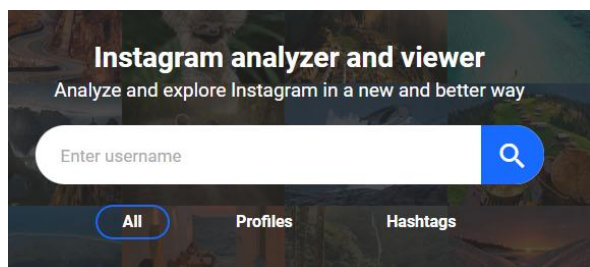 Instagram analyzer and viewer
Analyze and explore Instagram in a new and better way
Enter username
All Profiles Hashtags